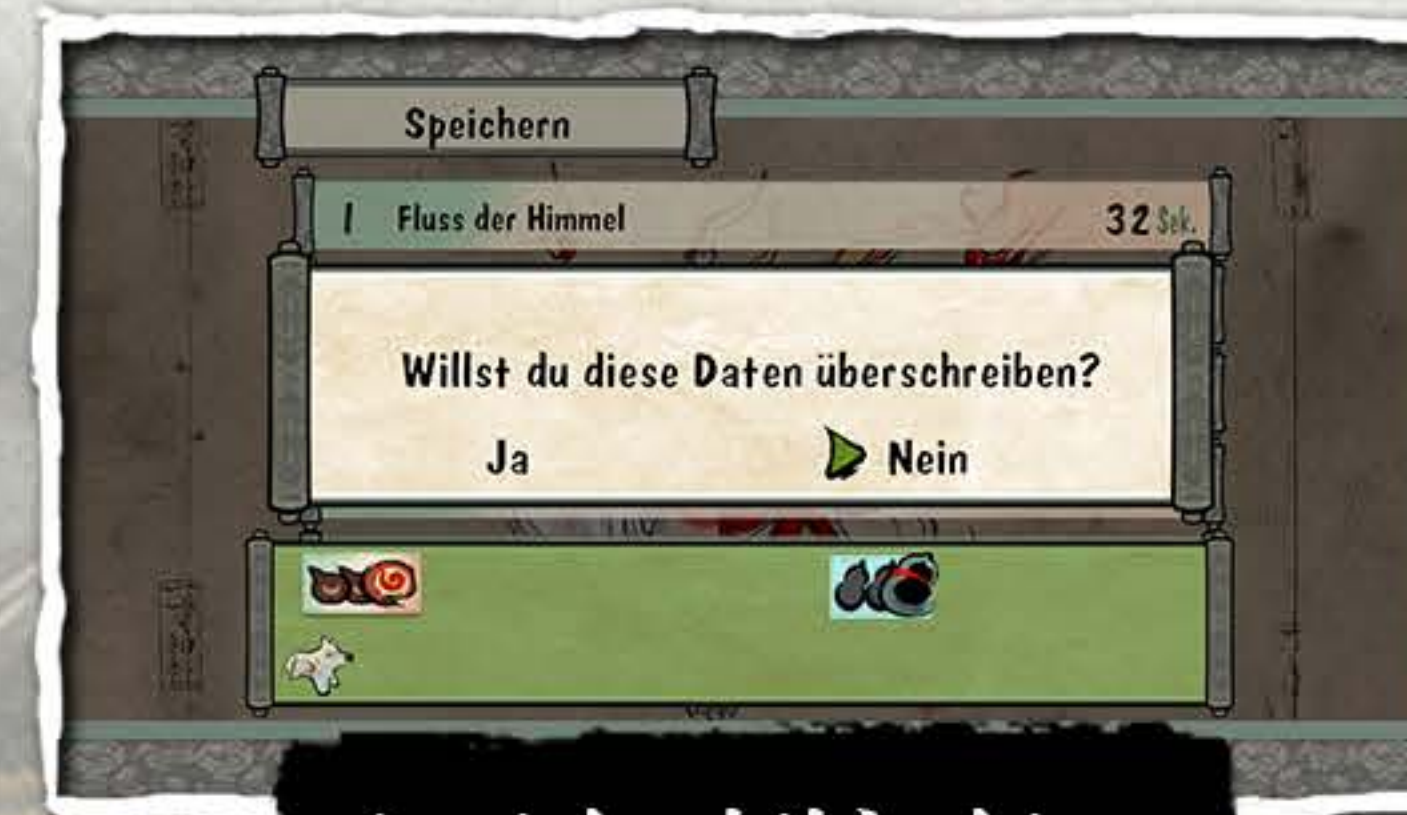 Speichern
1 Fluss der Himmel 32 Sek.
Willst du diese Daten überschreiben?
Ja Nein